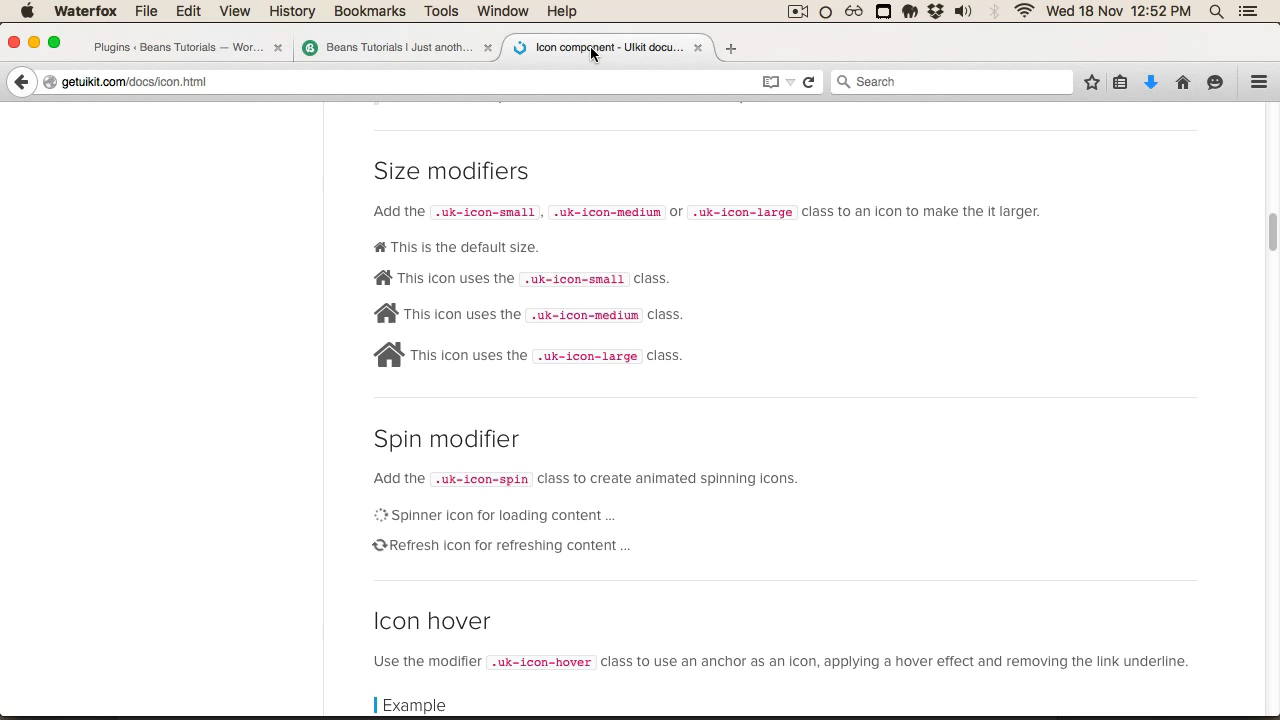 Waterfox File Edit View History Bookmarks Tools Window Help Wed 18 Nov 12:52 PM
Plugins ‹ Beans Tutorials — Wor... Beans Tutorials | Just anoth... Icon component - UIkit docu...
getuikit.com/docs/icon.html Search
Size modifiers
Add the .uk-icon-small, .uk-icon-medium or .uk-icon-large class to an icon to make the it larger.
This is the default size.
This icon uses the .uk-icon-small class.
This icon uses the .uk-icon-medium class.
This icon uses the .uk-icon-large class.
Spin modifier
Add the .uk-icon-spin class to create animated spinning icons.
Spinner icon for loading content ...
Refresh icon for refreshing content ...
Icon hover
Use the modifier .uk-icon-hover class to use an anchor as an icon, applying a hover effect and removing the link underline.
Example